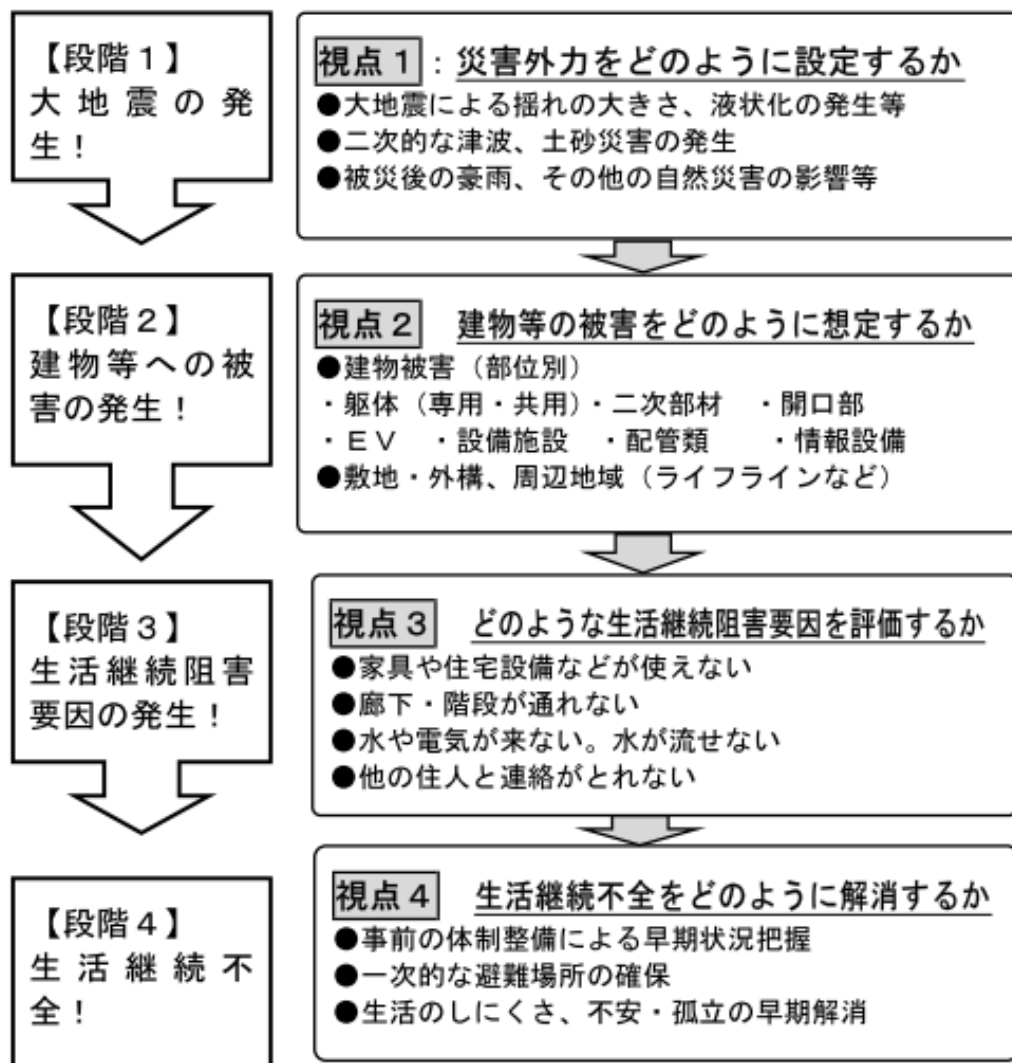 【段階1】
大地震の発
生！
視点1：災害外力をどのように設定するか
●大地震による揺れの大きさ、液状化の発生等
●二次的な津波、土砂災害の発生
●被災後の豪雨、その他の自然災害の影響等
【段階2】
建物等への被
害の発生！
視点2 建物等の被害をどのように想定するか
●建物被害（部位別）
・躯体（専用・共用）・二次部材 ・開口部
・ＥＶ ・設備施設 ・配管類 ・情報設備
●敷地・外構、周辺地域（ライフラインなど）
【段階3】
生活継続阻害
要因の発生！
視点3 どのような生活継続阻害要因を評価するか
●家具や住宅設備などが使えない
●廊下・階段が通れない
●水や電気が来ない。水が流せない
●他の住人と連絡がとれない
【段階4】
生活継続不
全！
視点4 生活継続不全をどのように解消するか
●事前の体制整備による早期状況把握
●一次的な避難場所の確保
●生活のしにくさ、不安・孤立の早期解消